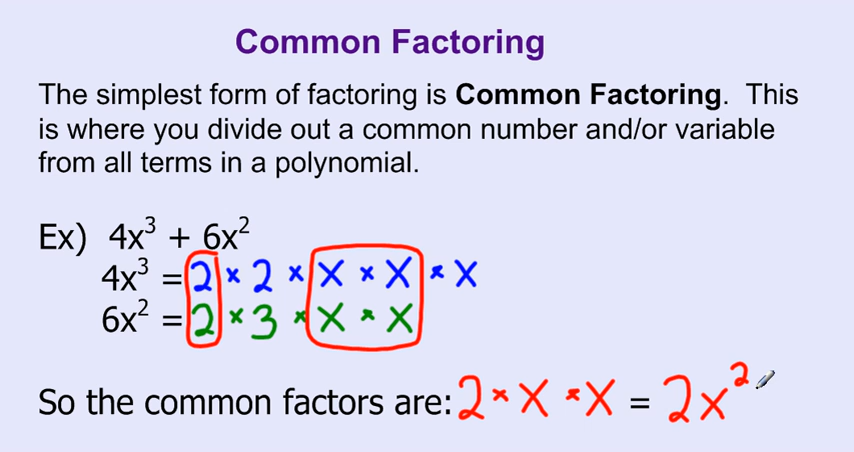 Common Factoring
The simplest form of factoring is Common Factoring. This
is where you divide out a common number and/or variable
from all terms in a polynomial.
Ex) 4x³ + 6x²
4x³ = 2 × 2 × x × x × x
6x² = 2 × 3 × x × x
So the common factors are: 2 × x × x = 2x²